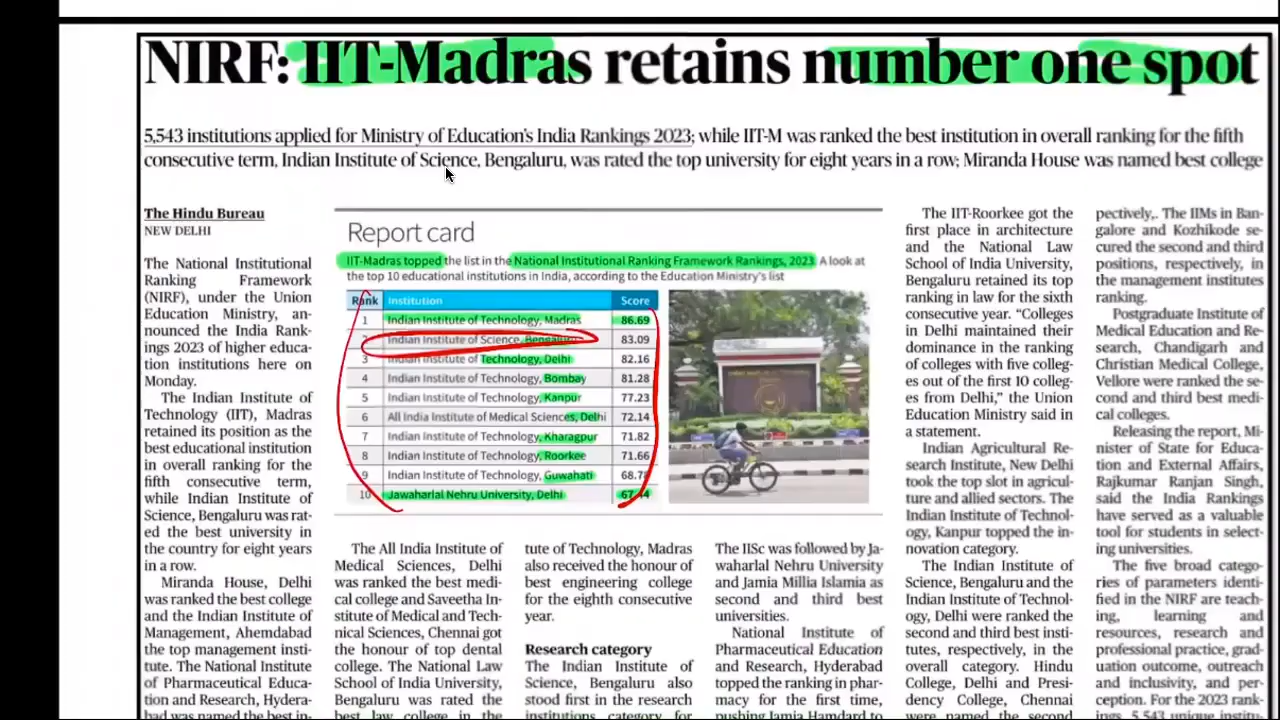 NIRF: IIT-Madras retains number one spot
5,543 institutions applied for Ministry of Education's India Rankings 2023; while IIT-M was ranked the best institution in overall ranking for the fifth
consecutive term, Indian Institute of Science, Bengaluru, was rated the top university for eight years in a row; Miranda House was named best college
The Hindu Bureau
NEW DELHI
The National Institutional
Ranking Framework
(NIRF), under the Union
Education Ministry, an-
nounced the India Rank-
ings 2023 of higher educa-
tion institutions here on
Monday.
The Indian Institute of
Technology (IIT), Madras
retained its position as the
best educational institution
in overall ranking for the
fifth consecutive term,
while Indian Institute of
Science, Bengaluru was rat-
ed the best university in
the country for eight years
in a row.
Miranda House, Delhi
was ranked the best college
and the Indian Institute of
Management, Ahemdabad
the top management insti-
tute. The National Institute
of Pharmaceutical Educa-
tion and Research, Hydera-
bad was named the best in-
Report card
IIT-Madras topped the list in the National Institutional Ranking Framework Rankings, 2023. A look at
the top 10 educational institutions in India, according to the Education Ministry's list
Rank Institution Score
1 Indian Institute of Technology, Madras 86.69
2 Indian Institute of Science, Bengaluru 83.09
3 Indian Institute of Technology, Delhi 82.16
4 Indian Institute of Technology, Bombay 81.28
5 Indian Institute of Technology, Kanpur 77.23
6 All India Institute of Medical Sciences, Delhi 72.14
7 Indian Institute of Technology, Kharagpur 71.82
8 Indian Institute of Technology, Roorkee 71.66
9 Indian Institute of Technology, Guwahati 68.78
10 Jawaharlal Nehru University, Delhi
The All India Institute of
Medical Sciences, Delhi
was ranked the best medi-
cal college and Saveetha In-
stitute of Medical and Tech-
nical Sciences, Chennai got
the honour of top dental
college. The National Law
School of India University,
Bengaluru was rated the
best law college in the
tute of Technology, Madras
also received the honour of
best engineering college
for the eighth consecutive
year.
Research category
The Indian Institute of
Science, Bengaluru also
stood first in the research
institutions category for
The IISc was followed by Ja-
waharlal Nehru University
and Jamia Millia Islamia as
second and third best
universities.
National Institute of
Pharmaceutical Education
and Research, Hyderabad
topped the ranking in phar-
macy for the first time,
pushing Jamia Hamdard to
The IIT-Roorkee got the
first place in architecture
and the National Law
School of India University,
Bengaluru retained its top
ranking in law for the sixth
consecutive year. “Colleges
in Delhi maintained their
dominance in the ranking
of colleges with five colleges
out of the first 10 colleg-
es from Delhi,” the Union
Education Ministry said in
a statement.
Indian Agricultural Re-
search Institute, New Delhi
took the top slot in agricul-
ture and allied sectors. The
Indian Institute of Technol-
ogy, Kanpur topped the in-
novation category.
The Indian Institute of
Science, Bengaluru and the
Indian Institute of Technol-
ogy, Delhi were ranked the
second and third best insti-
tutes, respectively, in the
overall category. Hindu
College, Delhi and Presi-
dency College, Chennai
were named the second
pectively,. The IIMs in Ban-
galore and Kozhikode se-
cured the second and third
positions, respectively, in
the management institutes
ranking.
Postgraduate Institute of
Medical Education and Re-
search, Chandigarh and
Christian Medical College,
Vellore were ranked the se-
cond and third best medi-
cal colleges.
Releasing the report, Mi-
nister of State for Educa-
tion and External Affairs,
Rajkumar Ranjan Singh,
said the India Rankings
have served as a valuable
tool for students in select-
ing universities.
The five broad catego-
ries of parameters identi-
fied in the NIRF are teach-
ing, learning and
resources, research and
professional practice, grad-
uation outcome, outreach
and inclusivity, and per-
ception. For the 2023 rank-
ings, 5,543 unique institu-